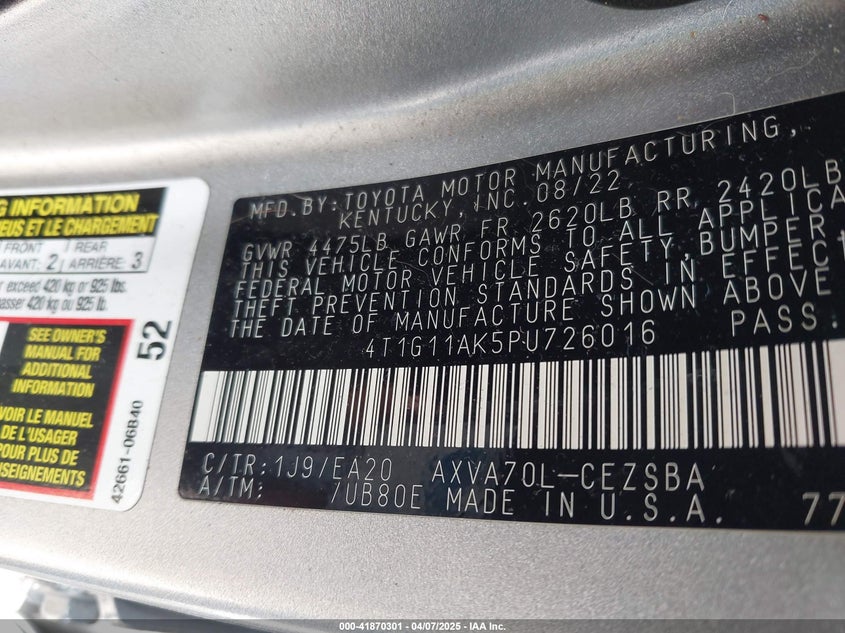 G INFORMATION
EUS ET LE CHARGEMENT
FRONT REAR
AVANT: 2 ARRIÈRE: 3
exceed 420 kg or 925 lbs.
passer 420 kg ou 925 lb.
SEE OWNER'S
MANUAL FOR
ADDITIONAL
INFORMATION
VOIR LE MANUEL
DE L'USAGER
POUR PLUS DE
RENSEIGNEMENTS
52
42661-06B40
MFD. BY: TOYOTA MOTOR MANUFACTURING,
KENTUCKY, INC. 08/22
GVWR 4475LB GAWR FR 2620LB RR 2420LB
THIS VEHICLE CONFORMS TO ALL APPLICA
FEDERAL MOTOR VEHICLE SAFETY, BUMPER
THEFT PREVENTION STANDARDS IN EFFECT
THE DATE OF MANUFACTURE SHOWN ABOVE
4T1G11AK5PU726016 PASS.
C/TR: 1J9/EA20 AXVA70L-CEZSBA
A/TM: /UB80E MADE IN U.S.A. 77
000-41870301 | 04/07/2025 | IAA Inc.